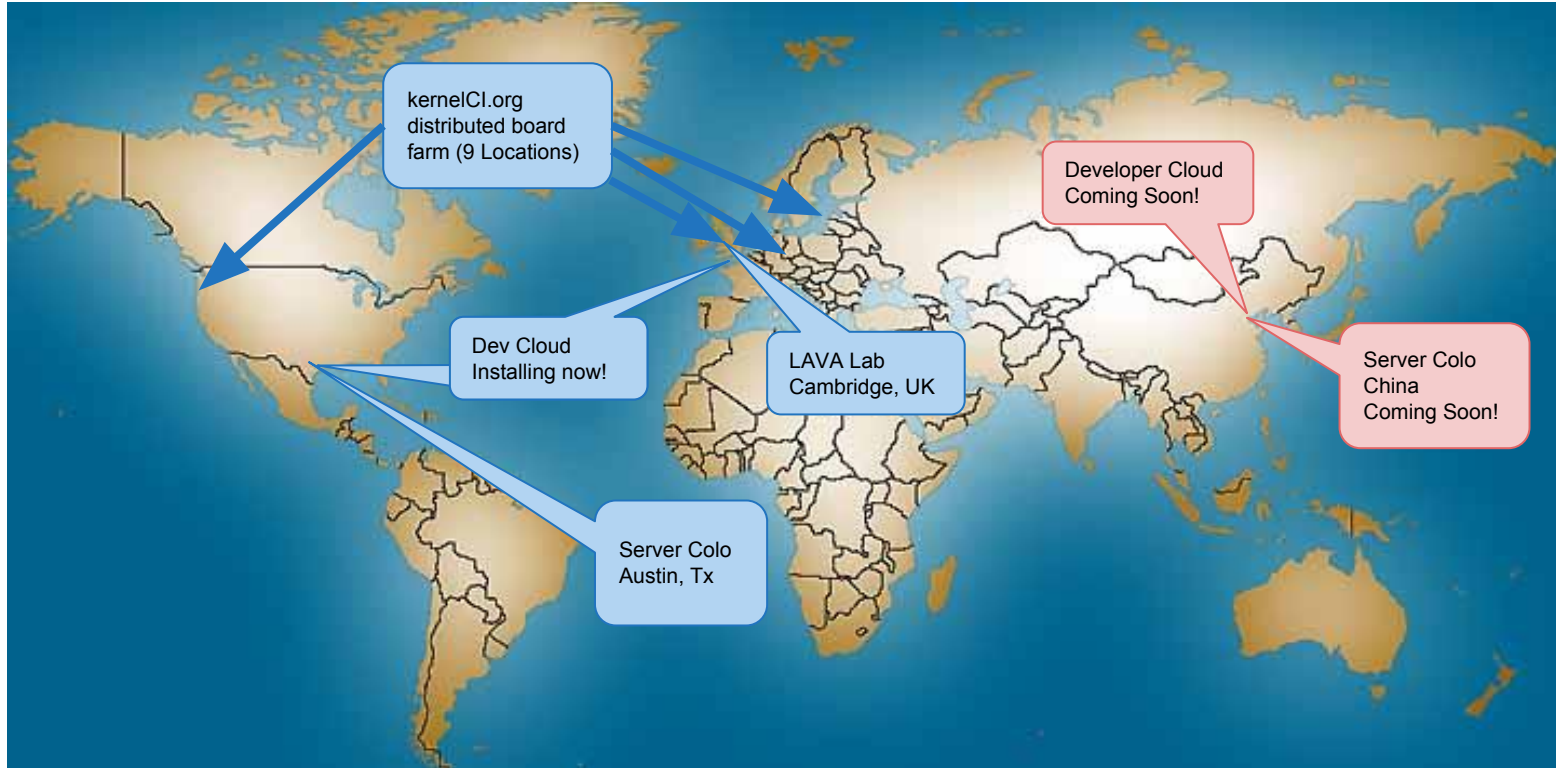 kernelCI.org
distributed board
farm (9 Locations)
Developer Cloud
Coming Soon!
Dev Cloud
Installing now!
LAVA Lab
Cambridge, UK
Server Colo
China
Coming Soon!
Server Colo
Austin, Tx